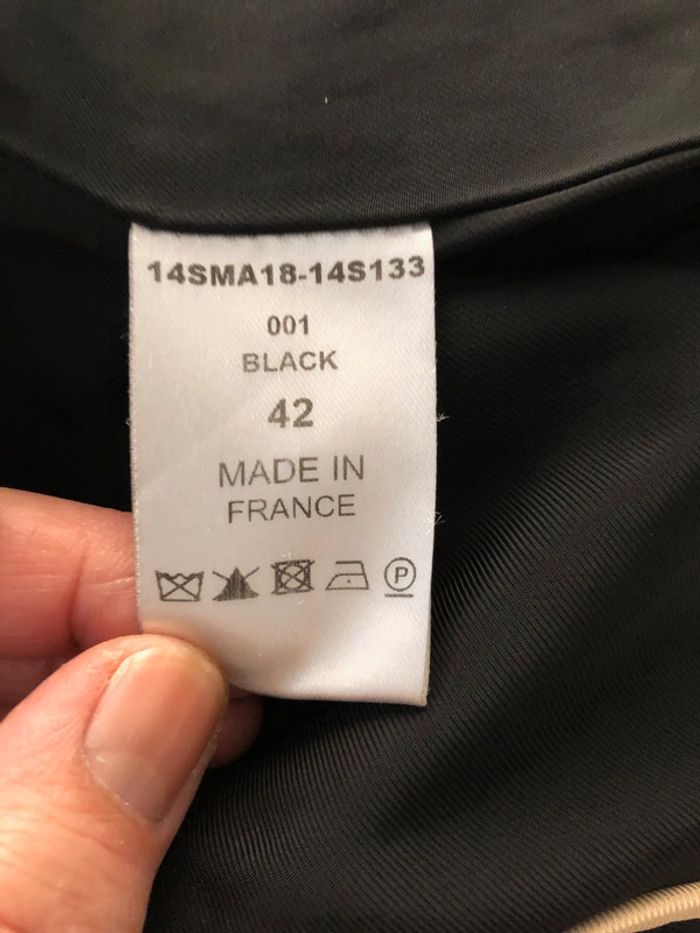 14SMA18-14S133
001
BLACK
42
MADE IN
FRANCE
P